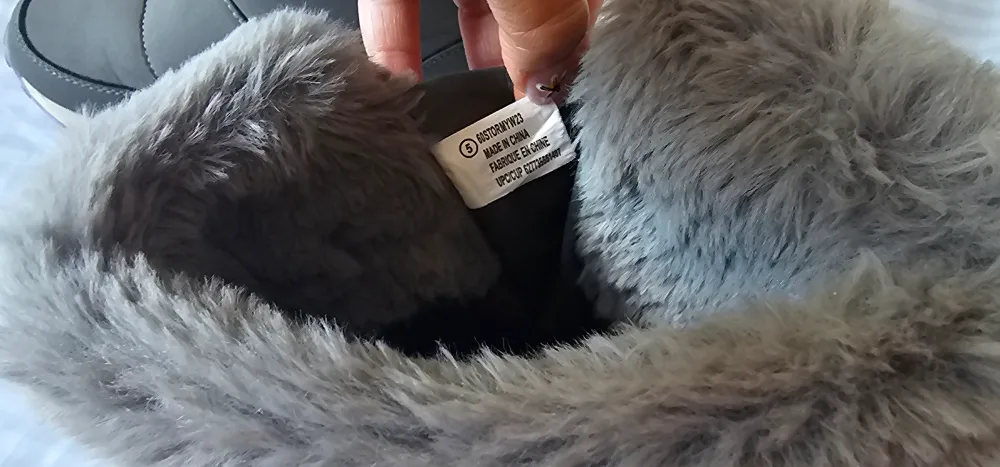 5 60STORMYW23
MADE IN CHINA
FABRIQUE EN CHINE
UPC/CUP